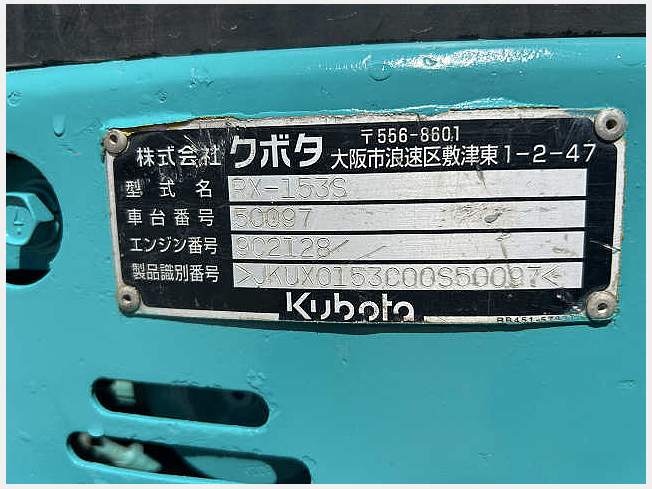 〒556-8601
株式会社 クボタ 大阪市浪速区敷津東1-2-47
型式名 RX-153S
車台番号 50097
エンジン番号 902128
製品識別番号 >JKUX0153C00S50097<
Kubota